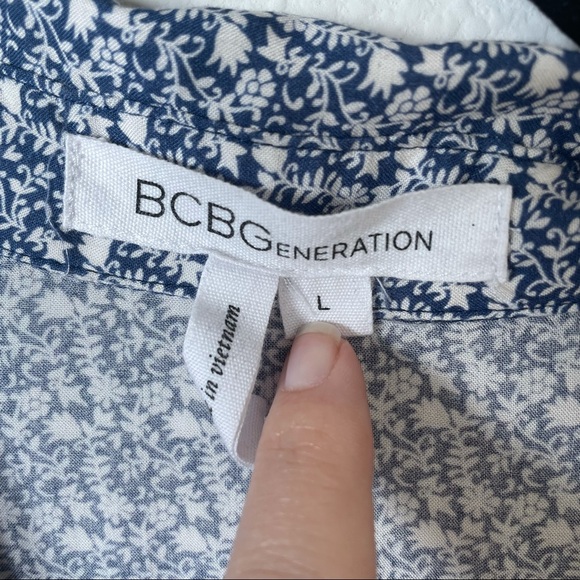 BCBGENERATION
L
in vietnam